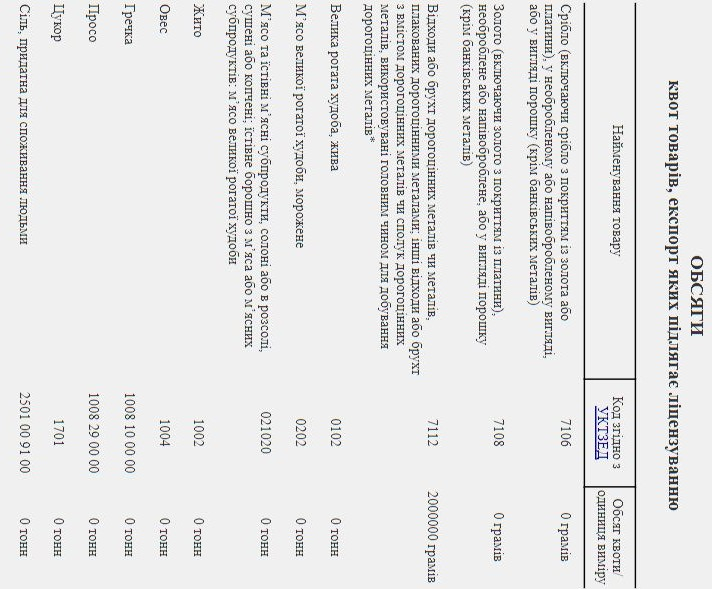 ОБСЯГИ
квот товарів, експорт яких підлягає ліцензуванню
Найменування товару
Код згідно з
УКТЗЕД
Обсяг квоти/
одиниця виміру
Срібло (включаючи срібло з покриттям із золота або
платини), у необробленому або напівобробленому вигляді,
або у вигляді порошку (крім банківських металів)
7106
0 грамів
Золото (включаючи золото з покриттям із платини),
необроблене або напівоброблене, або у вигляді порошку
(крім банківських металів)
7108
0 грамів
Відходи або брухт дорогоцінних металів чи металів,
плакованих дорогоцінними металами; інші відходи або брухт
з вмістом дорогоцінних металів чи сполук дорогоцінних
металів, використовувані головним чином для добування
дорогоцінних металів*
7112
2000000 грамів
Велика рогата худоба, жива
0102
0 тонн
М'ясо великої рогатої худоби, морожене
0202
0 тонн
М'ясо та їстівні м'ясні субпродукти, солоні або в розсолі,
сушені або копчені; їстівне борошно з м'яса або м'ясних
субпродуктів: м'ясо великої рогатої худоби
021020
0 тонн
Жито
1002
0 тонн
Овес
1004
0 тонн
Гречка
1008 10 00 00
0 тонн
Просо
1008 29 00 00
0 тонн
Цукор
1701
0 тонн
Сіль, придатна для споживання людьми
2501 00 91 00
0 тонн